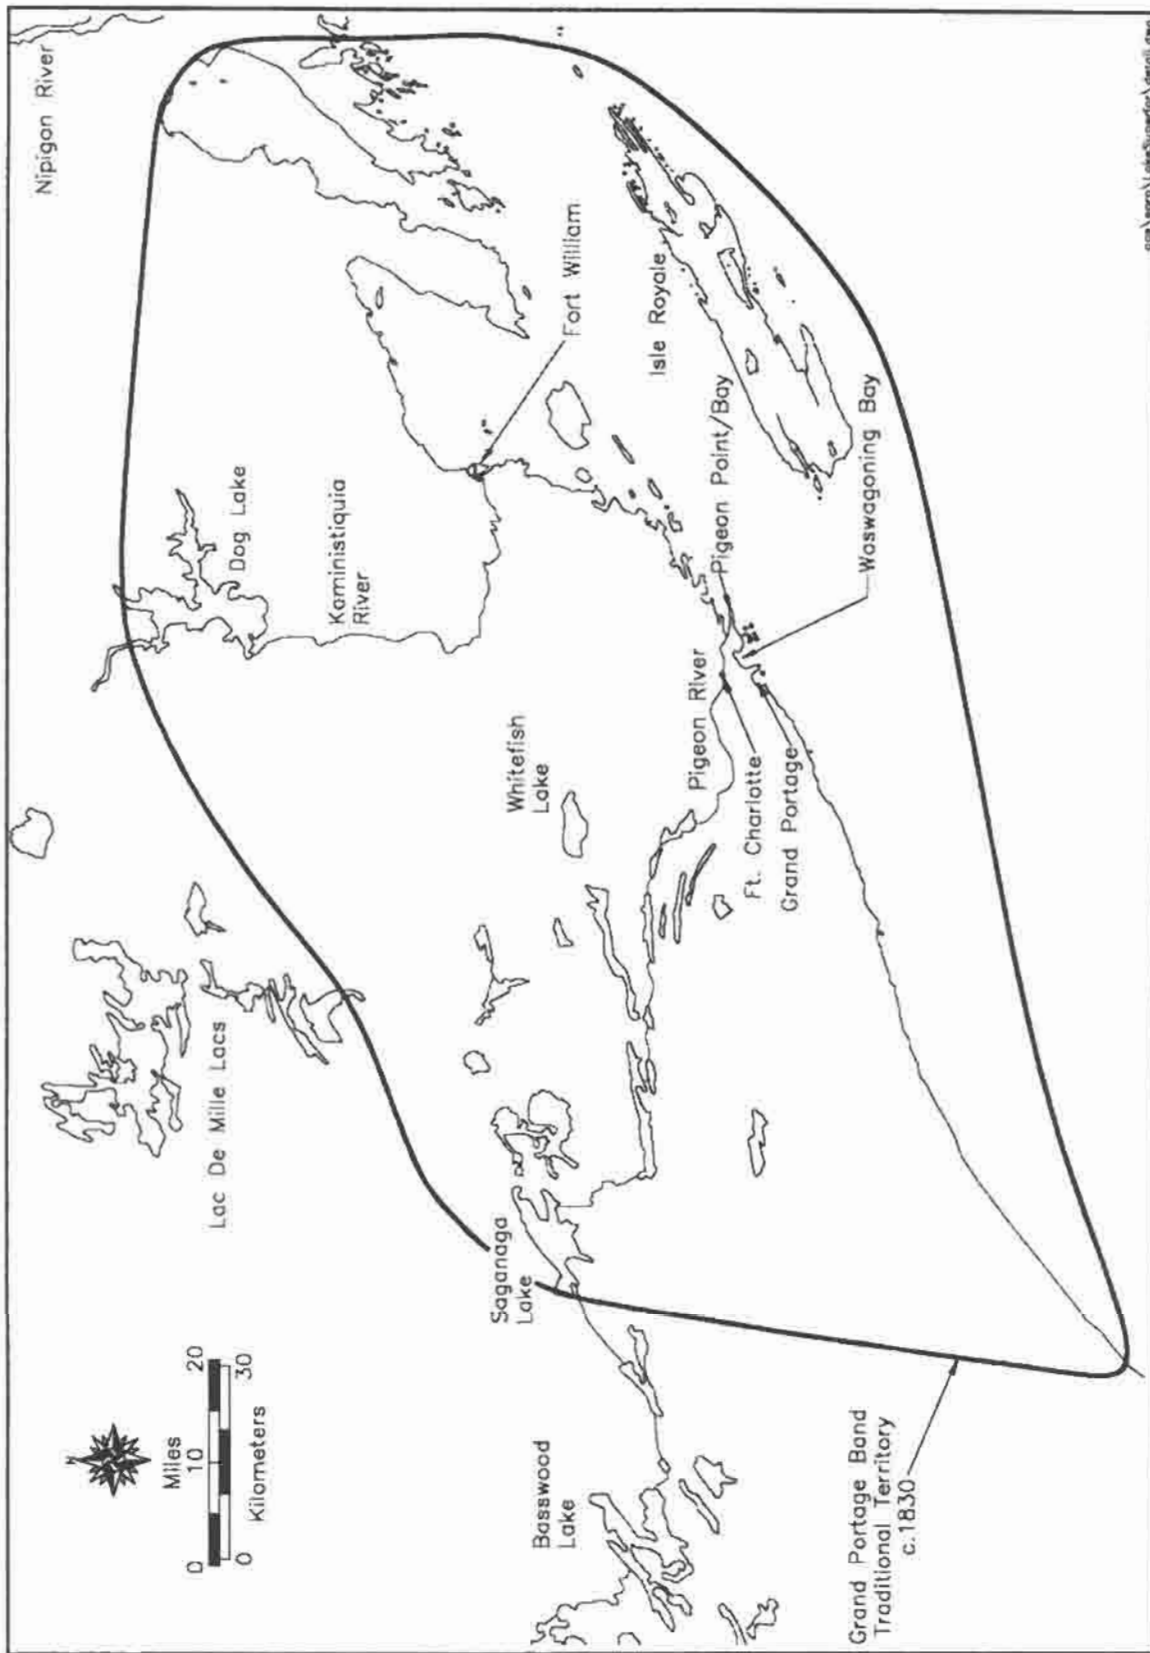 Nipigon River
Dog Lake
Kaministiquia
River
Fort William
Lac De Mille Lacs
Isle Royale
Whitefish
Lake
Pigeon Point/Bay
Pigeon River
Woswagoning Bay
Ft. Charlotte
Grand Portage
Saganaga
Lake
N
Miles
0 10 20
0 30
Kilometers
Basswood
Lake
Grand Portage Band
Traditional Territory
c.1830